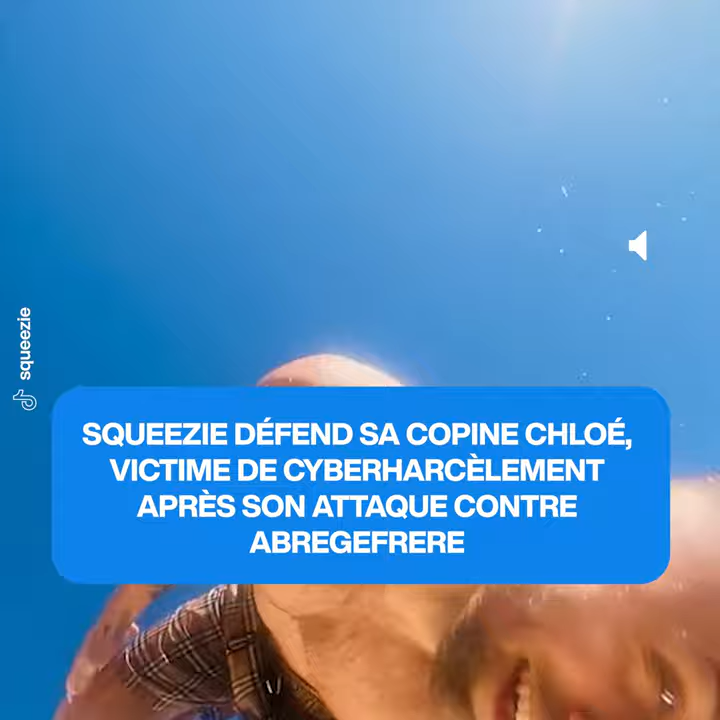 squeezie
SQUEEZIE DÉFEND SA COPINE CHLOÉ,
VICTIME DE CYBERHARCÈLEMENT
APRÈS SON ATTAQUE CONTRE
ABREGEFRERE